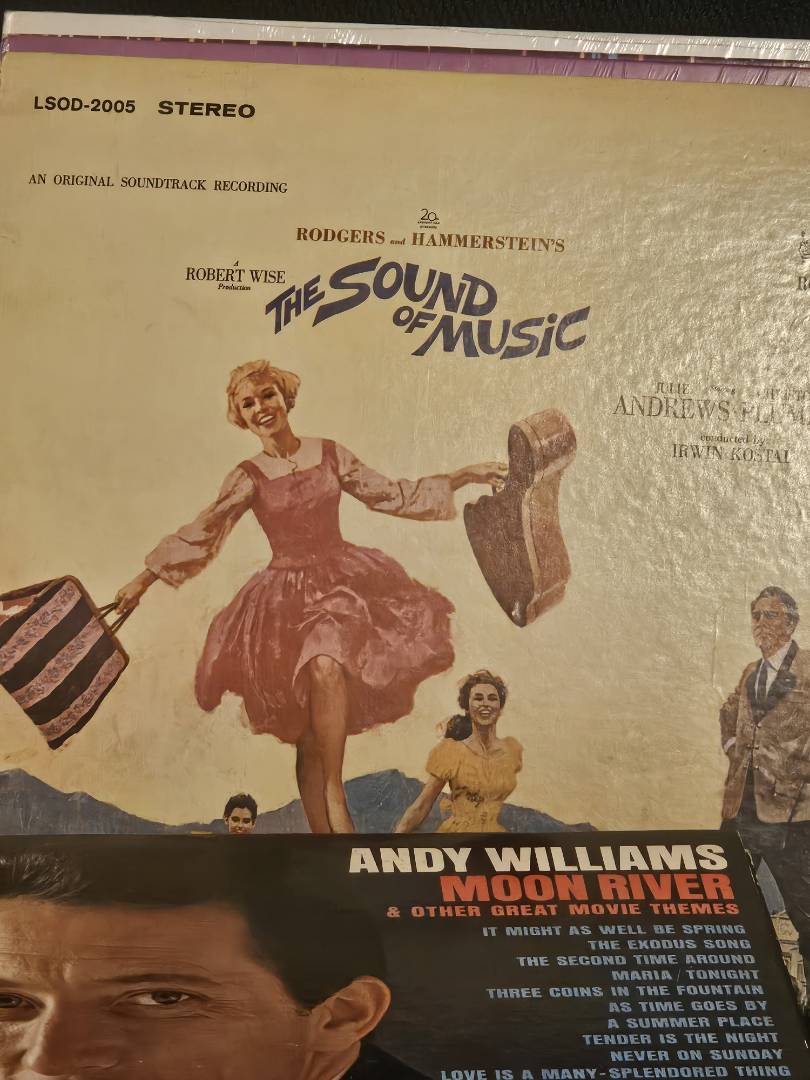 LSOD-2005 STEREO
AN ORIGINAL SOUNDTRACK RECORDING
20
RODGERS and HAMMERSTEIN'S
A
ROBERT WISE
Production
THE SOUND
OF MUSIC
JULIE
ANDREWS
conducted by
IRWIN KOSTAL
ANDY WILLIAMS
MOON RIVER
& OTHER GREAT MOVIE THEMES
IT MIGHT AS WELL BE SPRING
THE EXODUS SONG
THE SECOND TIME AROUND
MARIA / TONIGHT
THREE COINS IN THE FOUNTAIN
AS TIME GOES BY
A SUMMER PLACE
TENDER IS THE NIGHT
NEVER ON SUNDAY
LOVE IS A MANY-SPLENDORED THING